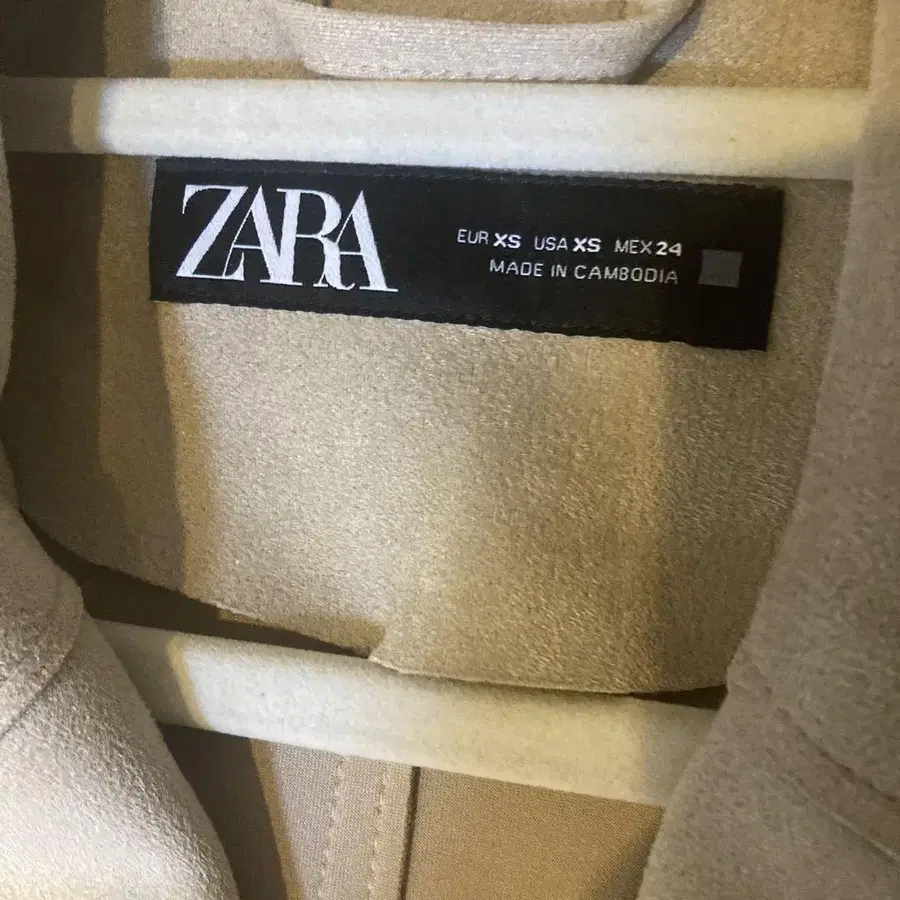 ZARA
EUR XS USA XS MEX 24
MADE IN CAMBODIA